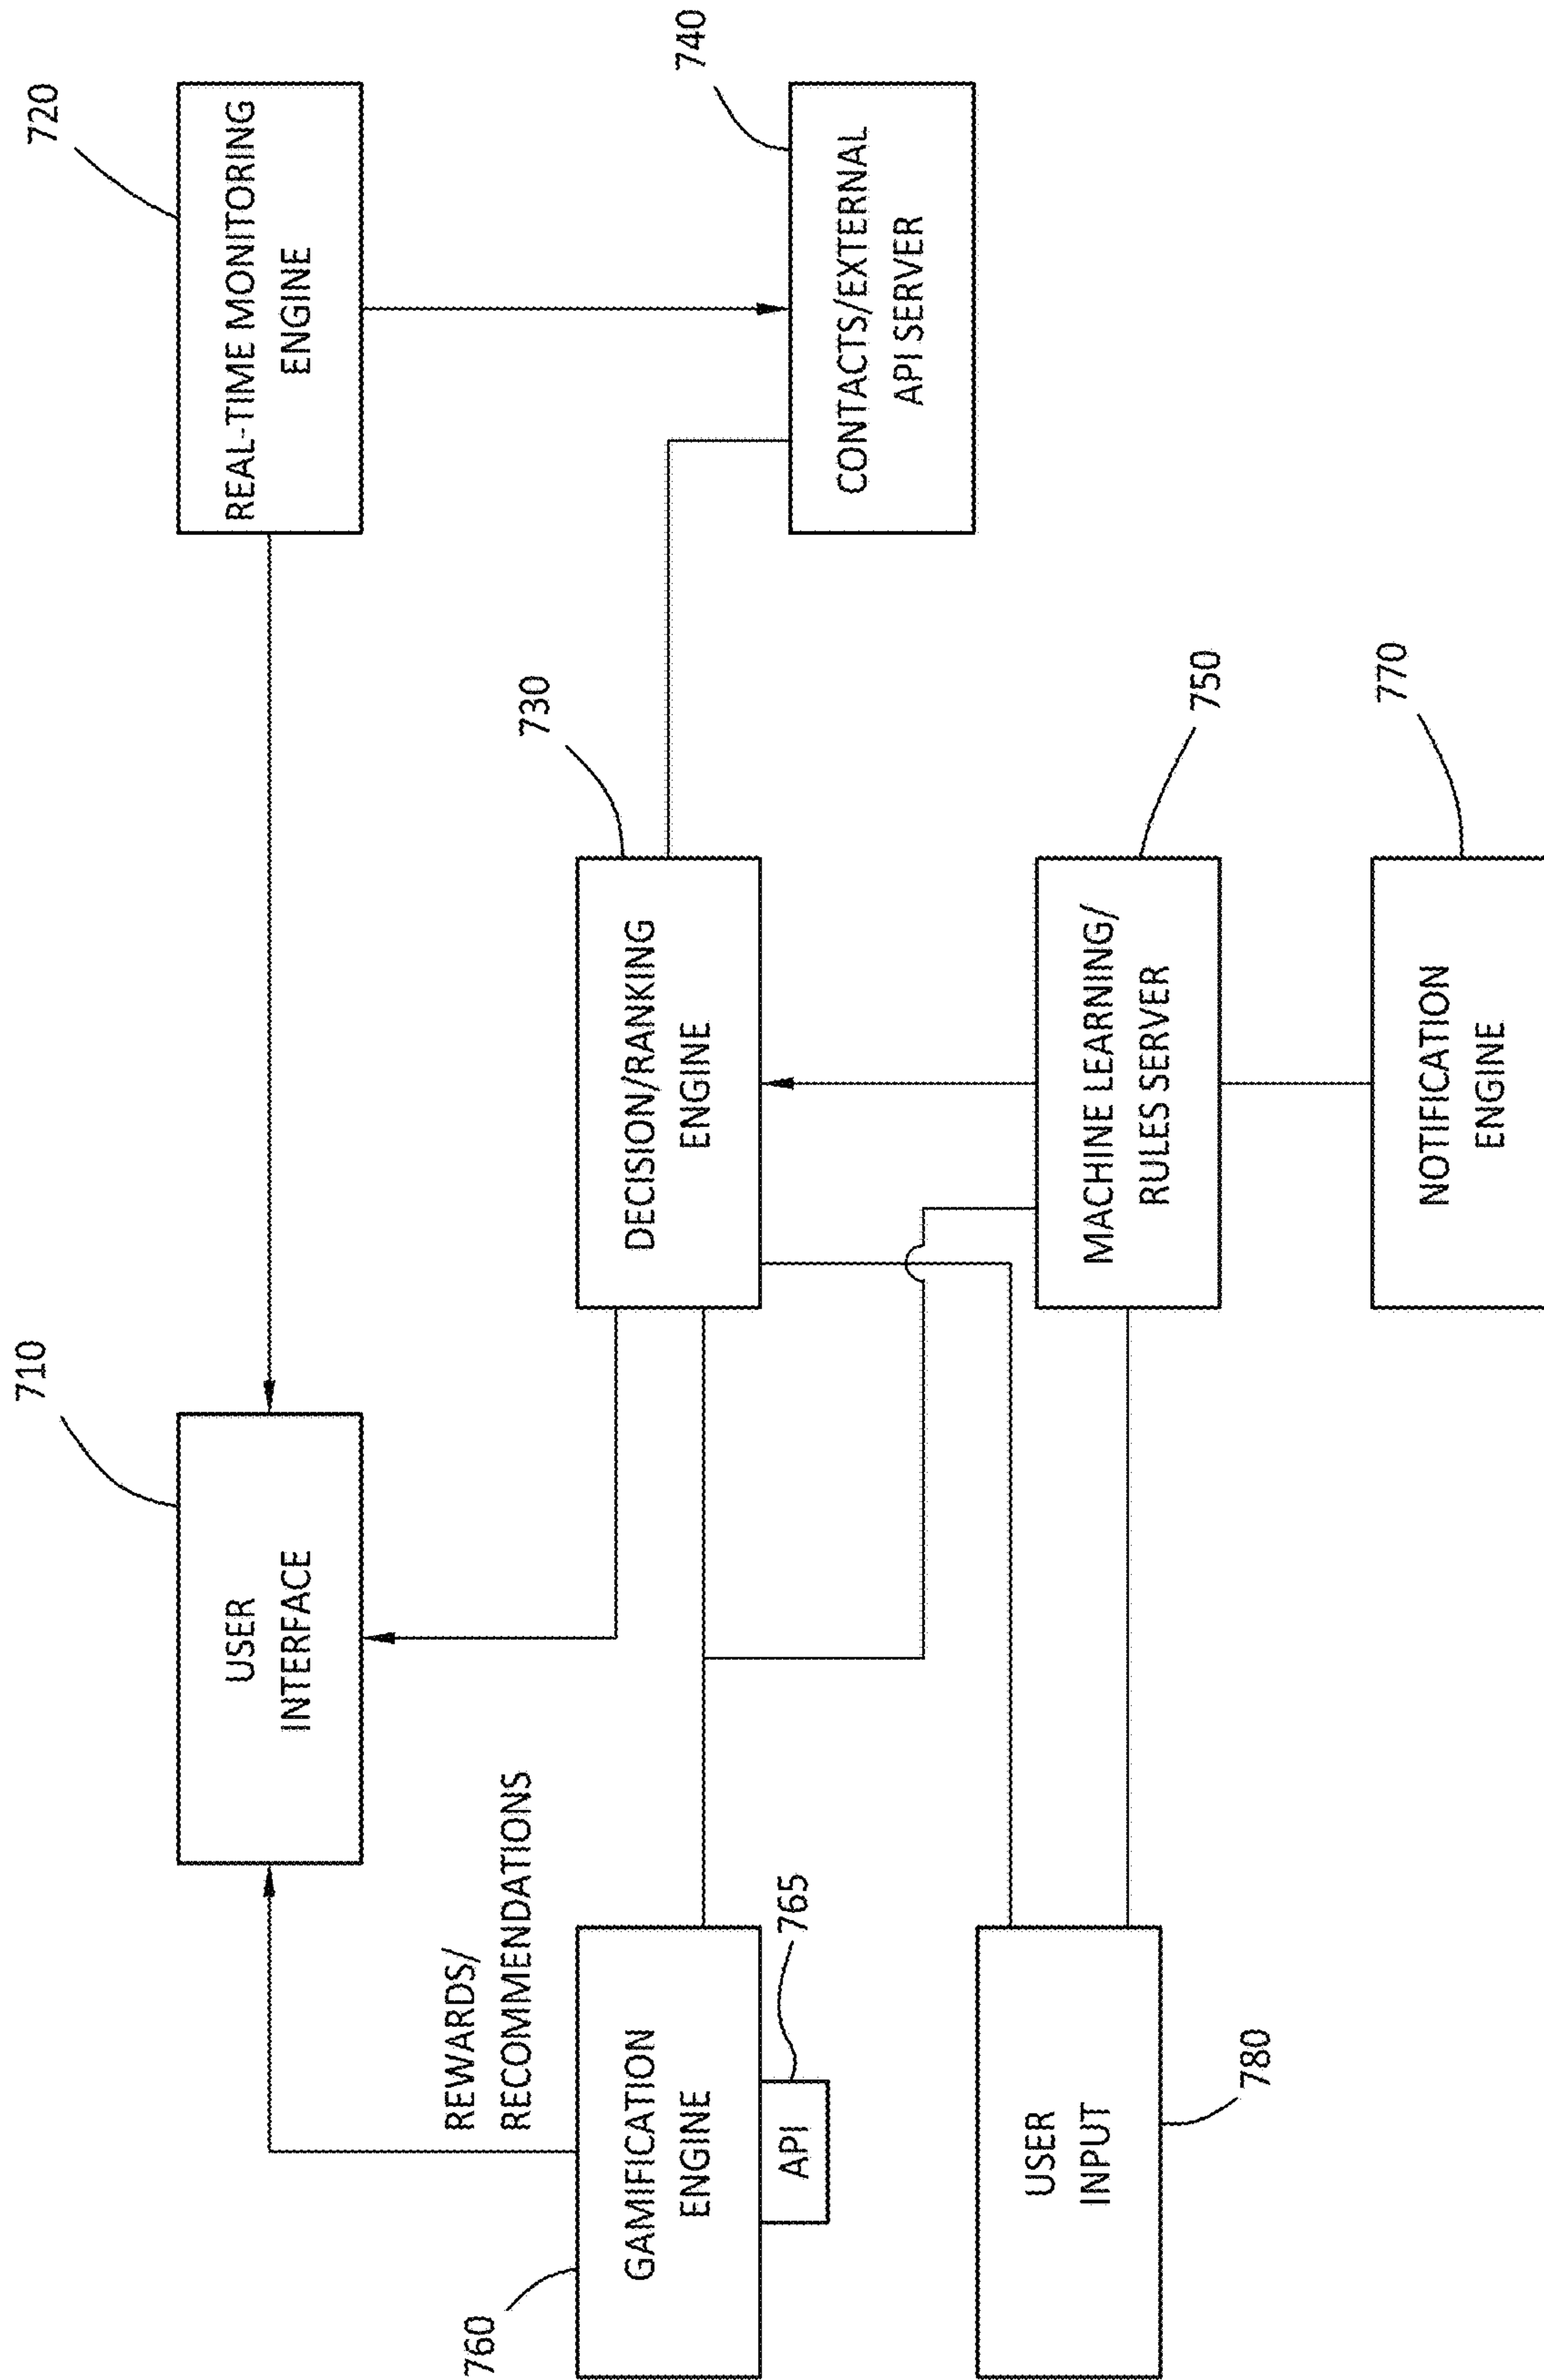 710
USER
INTERFACE
720
REAL-TIME MONITORING
ENGINE
REWARDS/
RECOMMENDATIONS
760
GAMIFICATION
ENGINE
API
765
730
DECISION/RANKING
ENGINE
740
CONTACTS/EXTERNAL
API SERVER
USER
INPUT
780
MACHINE LEARNING/
RULES SERVER
750
NOTIFICATION
ENGINE
770